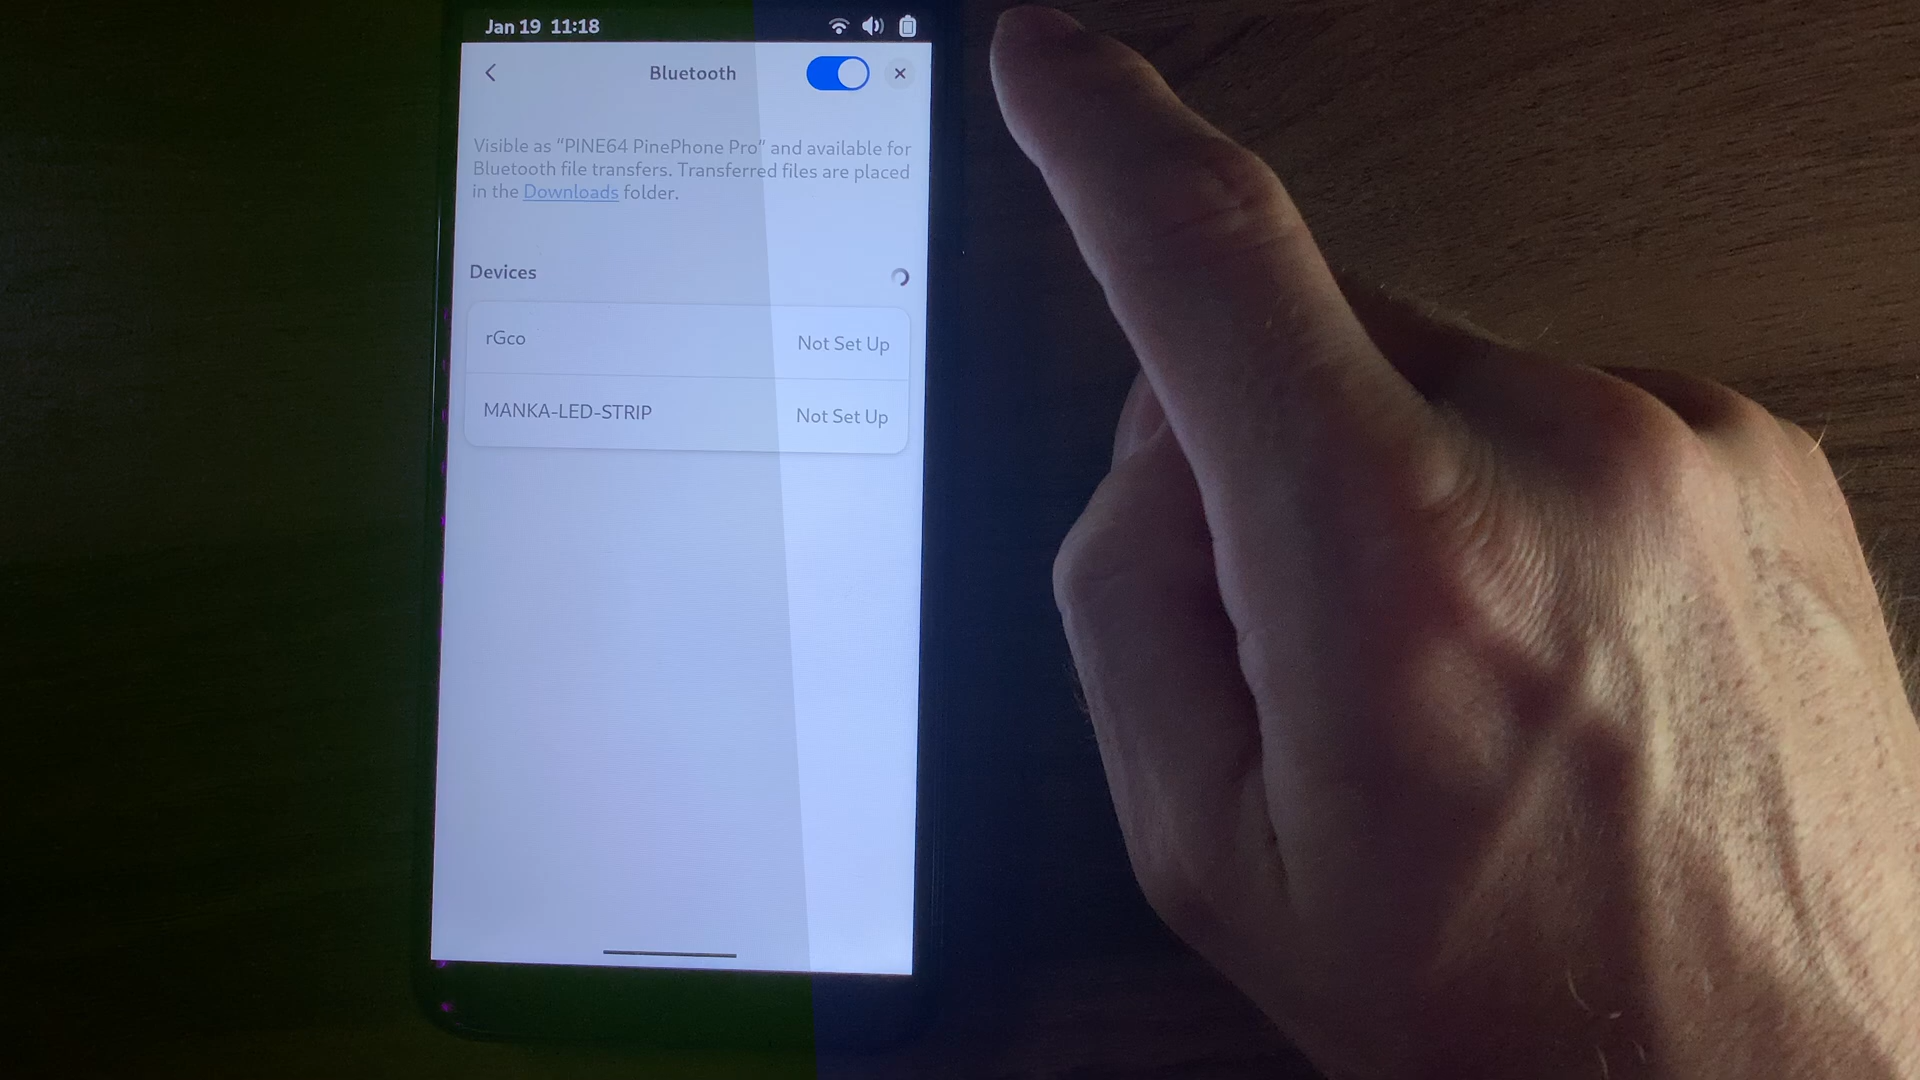 Jan 19 11:18
Bluetooth
Visible as “PINE64 PinePhone Pro” and available for
Bluetooth file transfers. Transferred files are placed
in the Downloads folder.
Devices
rGco Not Set Up
MANKA-LED-STRIP Not Set Up